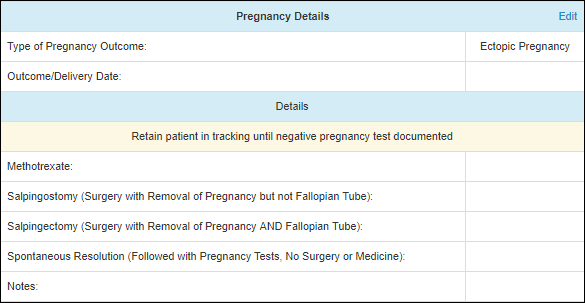 Pregnancy Details Edit
Type of Pregnancy Outcome: Ectopic Pregnancy
Outcome/Delivery Date:
Details
Retain patient in tracking until negative pregnancy test documented
Methotrexate:
Salpingostomy (Surgery with Removal of Pregnancy but not Fallopian Tube):
Salpingectomy (Surgery with Removal of Pregnancy AND Fallopian Tube):
Spontaneous Resolution (Followed with Pregnancy Tests, No Surgery or Medicine):
Notes: